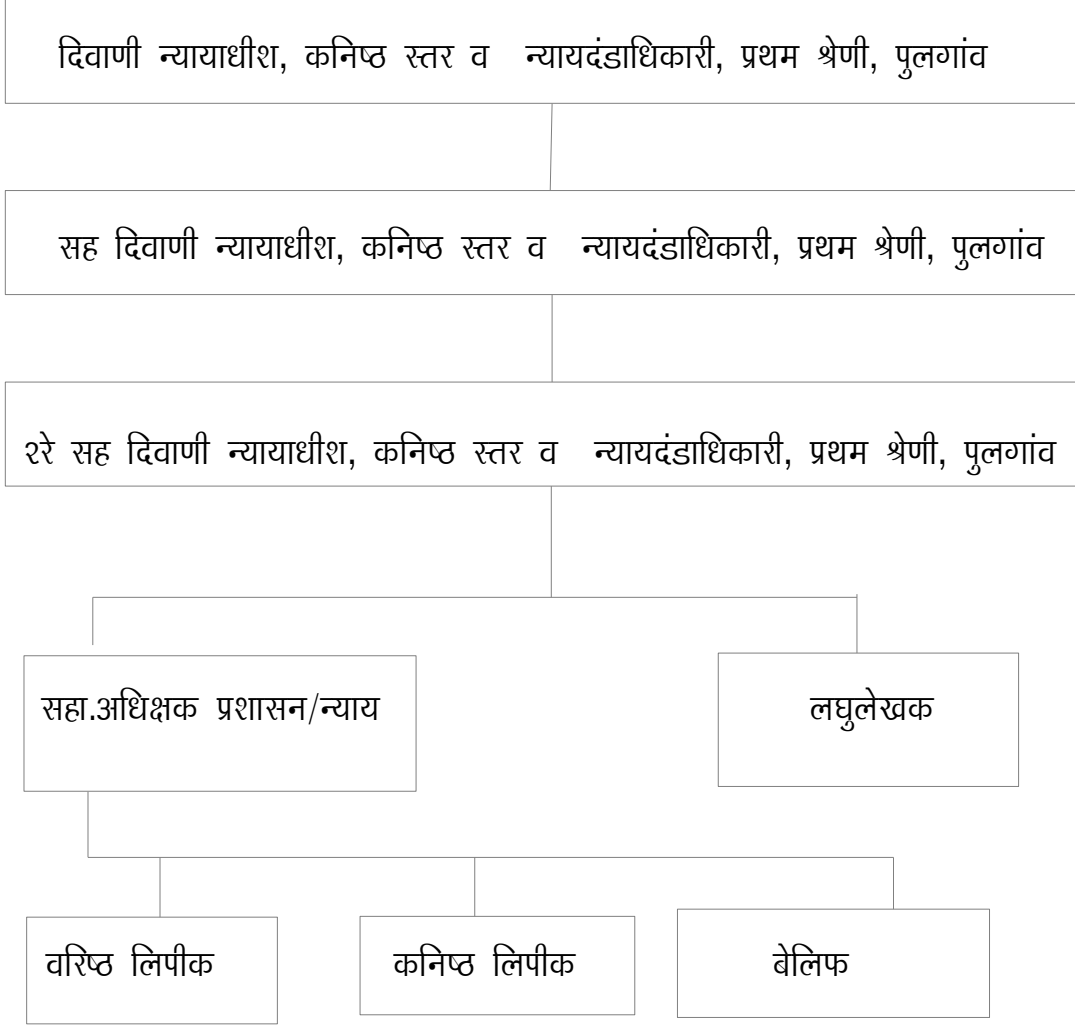 दिवाणी न्यायाधीश, कनिष्ठ स्तर व न्यायदंडाधिकारी, प्रथम श्रेणी, पुलगांव
सह दिवाणी न्यायाधीश, कनिष्ठ स्तर व न्यायदंडाधिकारी, प्रथम श्रेणी, पुलगांव
२रे सह दिवाणी न्यायाधीश, कनिष्ठ स्तर व न्यायदंडाधिकारी, प्रथम श्रेणी, पुलगांव
सहा.अधिक्षक प्रशासन/न्याय
लघुलेखक
वरिष्ठ लिपीक
कनिष्ठ लिपीक
बेलिफ